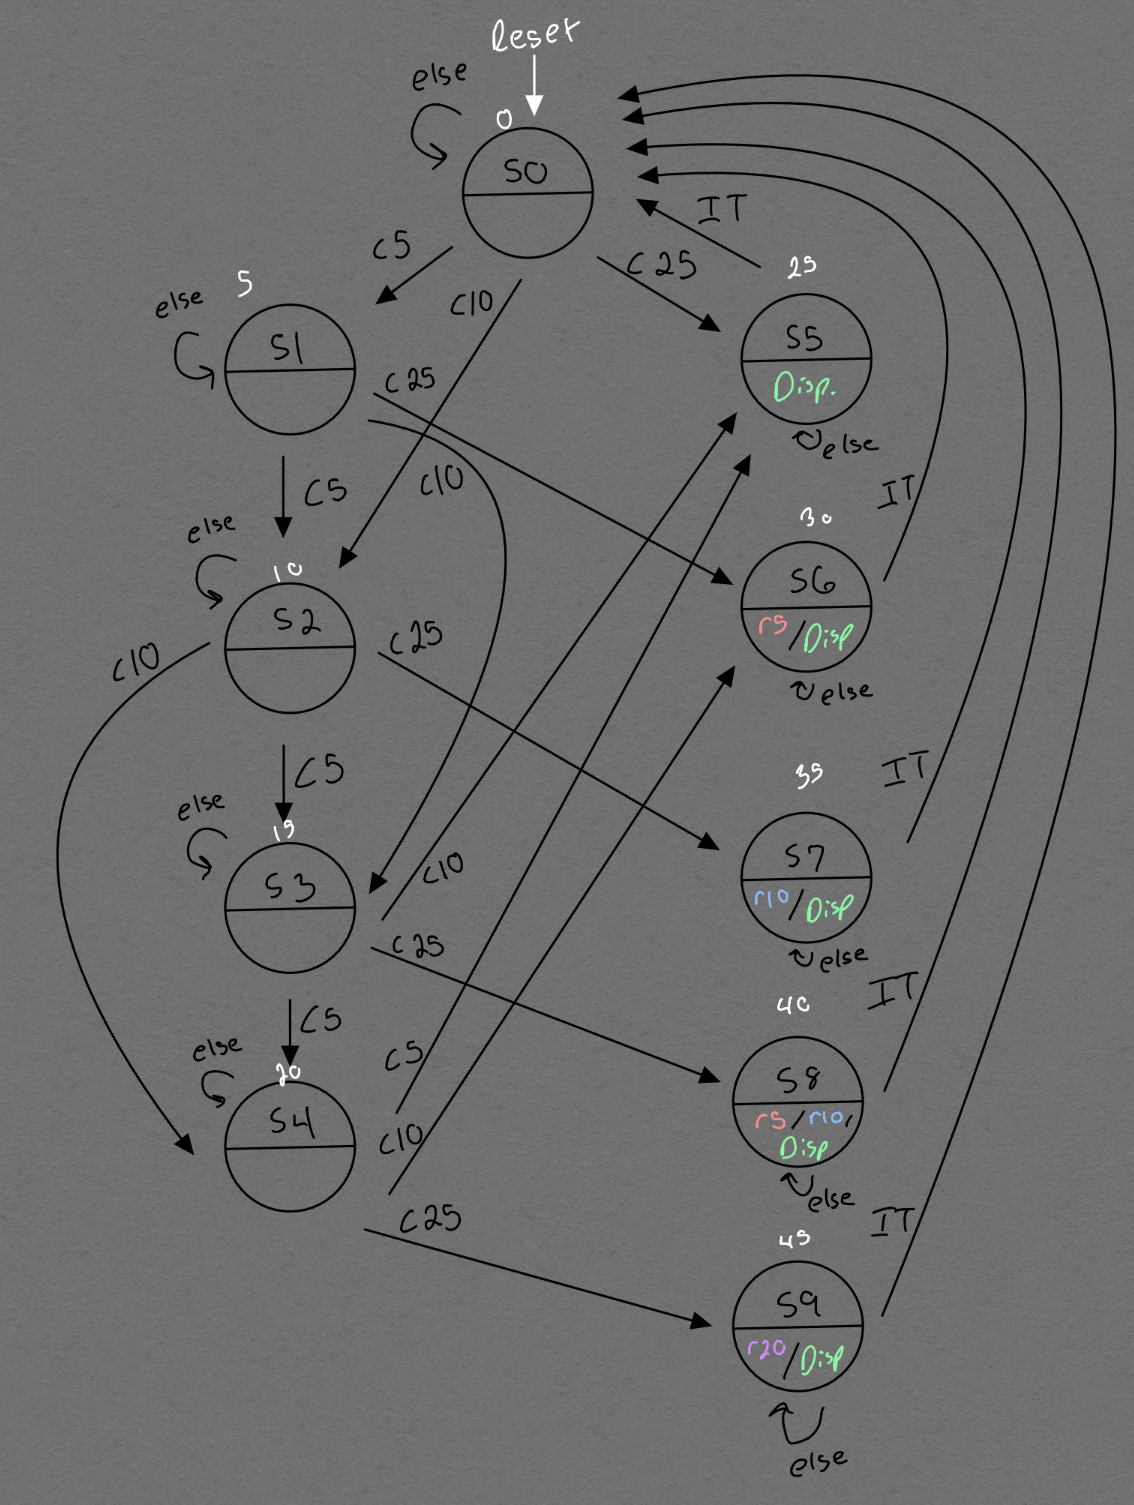 Reset
else
0
S0
IT
C5
C25
25
5
C10
else
S1
S5
C25
Disp.
else
C10
C5
IT
30
else
10
S6
S2
r5/Disp
C25
C10
else
C5
IT
35
else
15
S7
S3
C10
r10/Disp
C25
else
IT
40
C5
else
20
C5
S8
S4
r5/r10,
C10
Disp
else
C25
IT
45
S9
r20/Disp
else